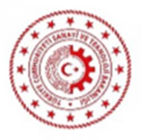 TÜRKİYE CUMHURİYETİ SANAYİ VE TEKNOLOJİ BAKANLIĞI